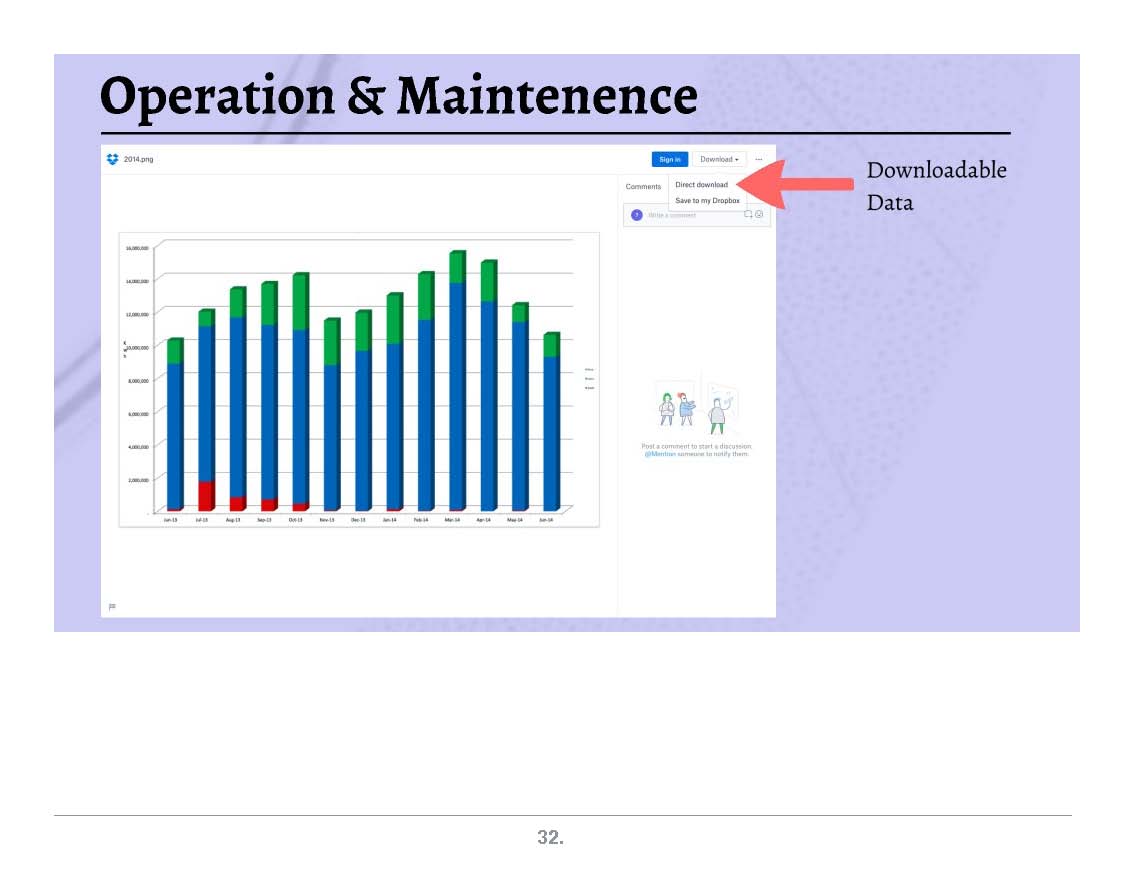 Operation & Maintenence
2014.png
Sign in
Download
Downloadable
Data
Comments
Direct download
Save to my Dropbox
?
Write a comment
16,000,000
14,000,000
12,000,000
10,000,000
8,000,000
6,000,000
4,000,000
2,000,000
-
Jun-13 Jul-13 Aug-13 Sep-13 Oct-13 Nov-13 Dec-13 Jan-14 Feb-14 Mar-14 Apr-14 May-14 Jun-14
Post a comment to start a discussion.
@Mention someone to notify them.
32.